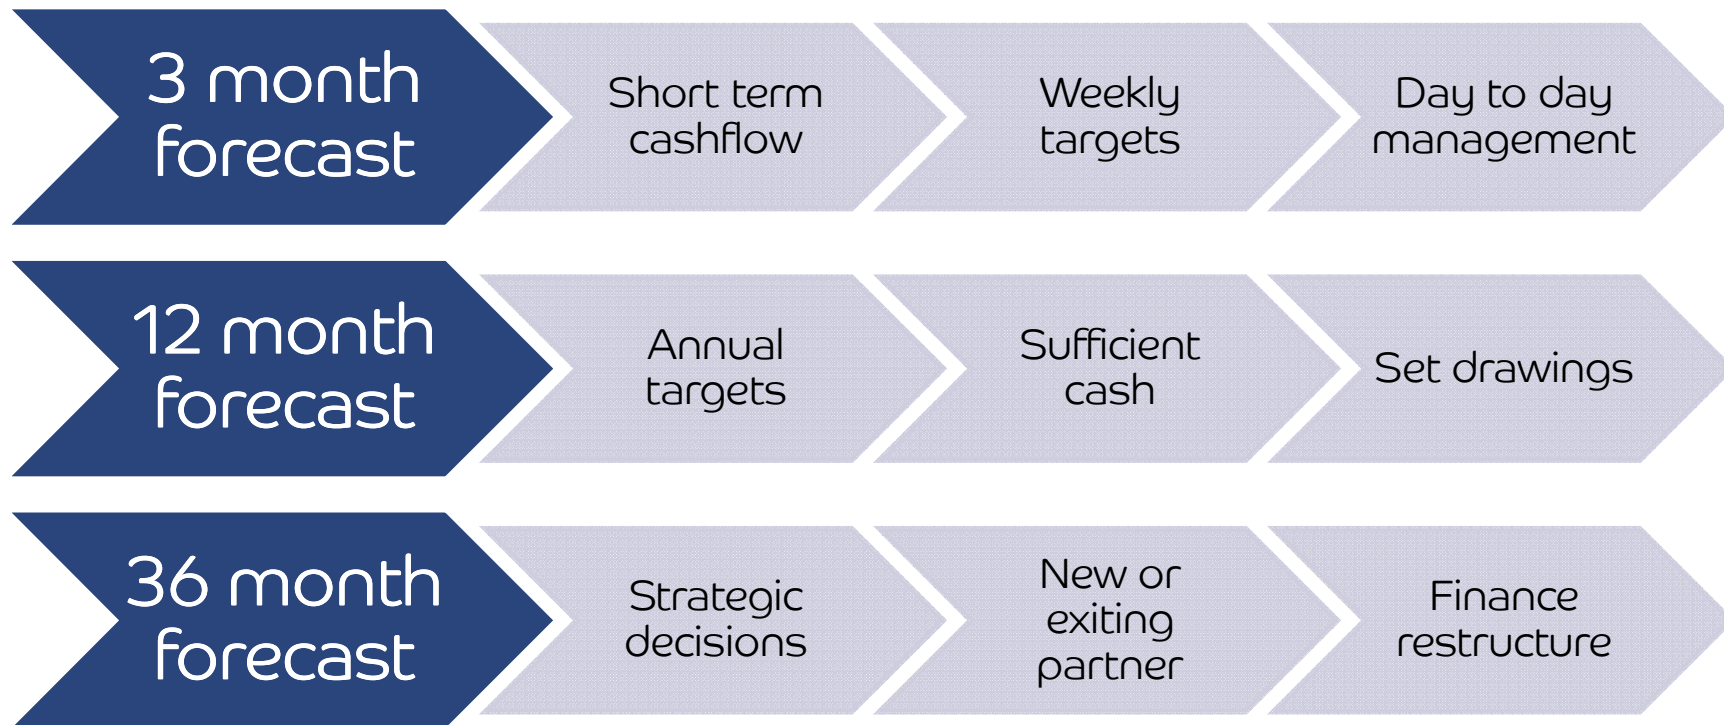 3 month
forecast
Short term
cashflow
Weekly
targets
Day to day
management
12 month
forecast
Annual
targets
Sufficient
cash
Set drawings
36 month
forecast
Strategic
decisions
New or
exiting
partner
Finance
restructure